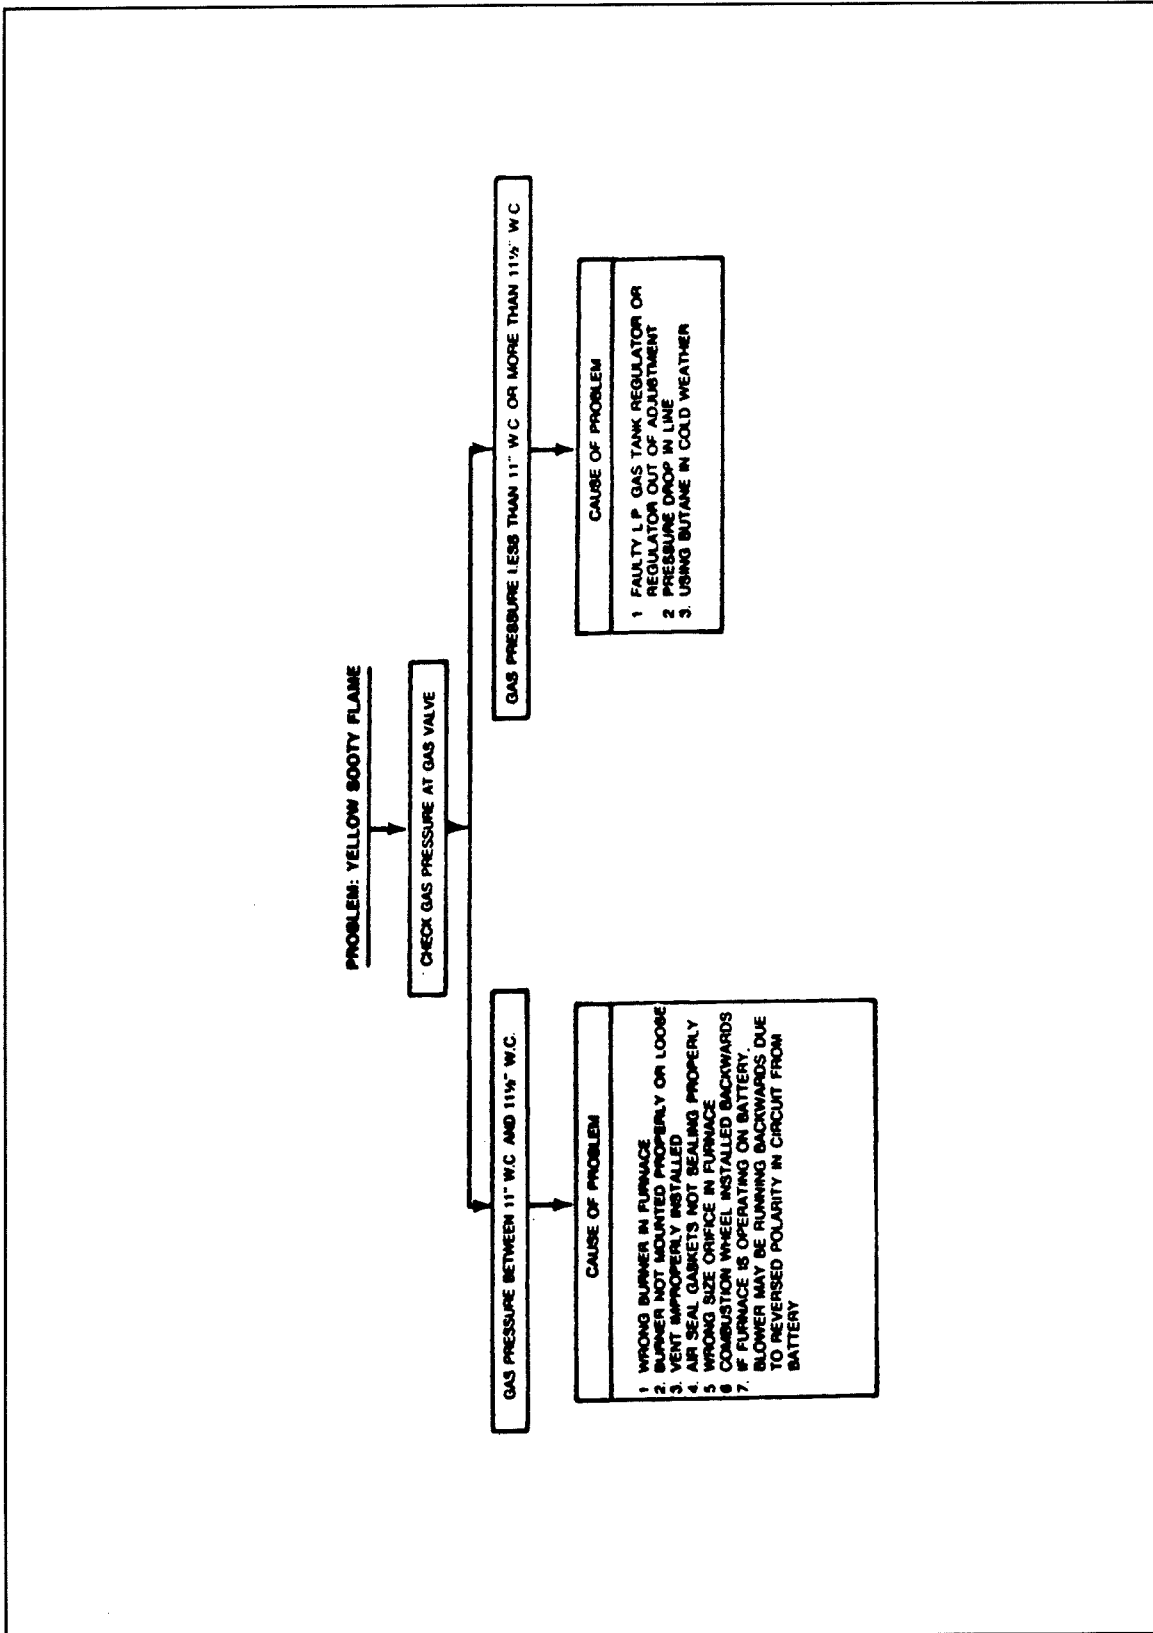 PROBLEM: YELLOW SOOTY FLAME
CHECK GAS PRESSURE AT GAS VALVE
GAS PRESSURE BETWEEN 11" W.C AND 11½" W.C.
CAUSE OF PROBLEM
1 WRONG BURNER IN FURNACE
2. BURNER NOT MOUNTED PROPERLY OR LOOSE
3. VENT IMPROPERLY INSTALLED
4. AIR SEAL GASKETS NOT SEALING PROPERLY
5 WRONG SIZE ORIFICE IN FURNACE
6 COMBUSTION WHEEL INSTALLED BACKWARDS
7. IF FURNACE IS OPERATING ON BATTERY.
BLOWER MAY BE RUNNING BACKWARDS DUE
TO REVERSED POLARITY IN CIRCUIT FROM
BATTERY
GAS PRESSURE LESS THAN 11" W C OR MORE THAN 11½" W C
CAUSE OF PROBLEM
1 FAULTY L P GAS TANK REGULATOR OR
REGULATOR OUT OF ADJUSTMENT
2 PRESSURE DROP IN LINE
3. USING BUTANE IN COLD WEATHER